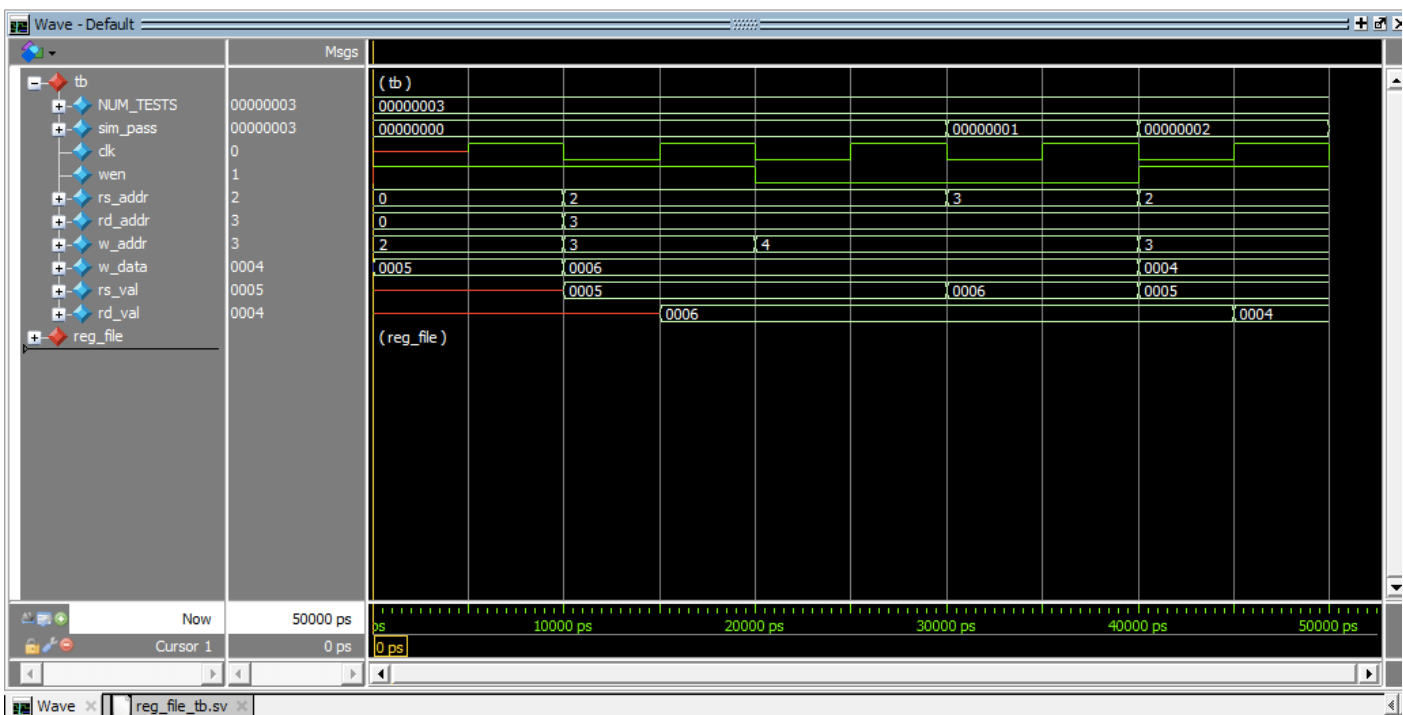 Wave - Default
Msgs
tb (tb)
NUM_TESTS 00000003 00000003
sim_pass 00000003 00000000 00000001 00000002
clk 0
wen 1
rs_addr 2 0 2 3 2
rd_addr 3 0 3
w_addr 3 2 3 4 3
w_data 0004 0005 0006 0004
rs_val 0005 0005 0006 0005
rd_val 0004 0006 0004
reg_file (reg_file)
Now 50000 ps ps 10000 ps 20000 ps 30000 ps 40000 ps 50000 ps
Cursor 1 0 ps 0 ps
Wave reg_file_tb.sv